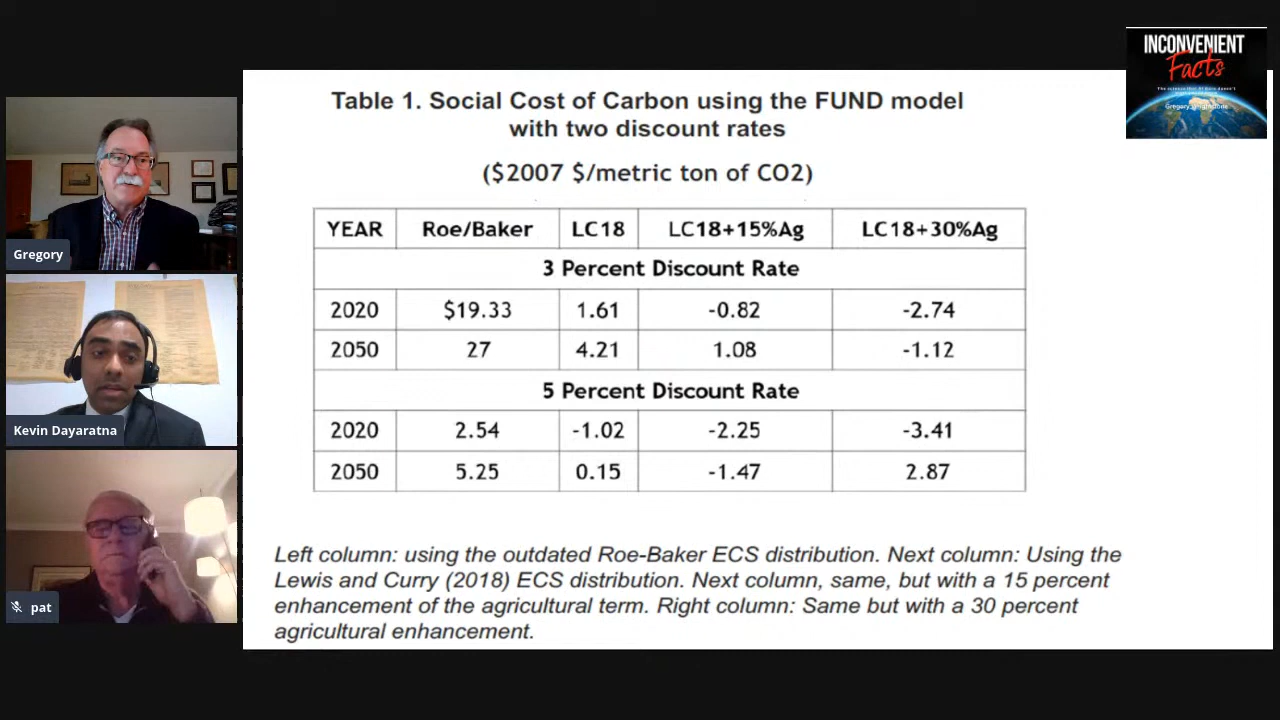 INCONVENIENT
Facts
Gregory Wrightstone
Table 1. Social Cost of Carbon using the FUND model
with two discount rates
($2007 $/metric ton of CO2)
YEAR Roe/Baker LC18 LC18+15%Ag LC18+30%Ag
3 Percent Discount Rate
2020 $19.33 1.61 -0.82 -2.74
2050 27 4.21 1.08 -1.12
5 Percent Discount Rate
2020 2.54 -1.02 -2.25 -3.41
2050 5.25 0.15 -1.47 2.87
Left column: using the outdated Roe-Baker ECS distribution. Next column: Using the
Lewis and Curry (2018) ECS distribution. Next column, same, but with a 15 percent
enhancement of the agricultural term. Right column: Same but with a 30 percent
agricultural enhancement.
Gregory
Kevin Dayaratna
pat